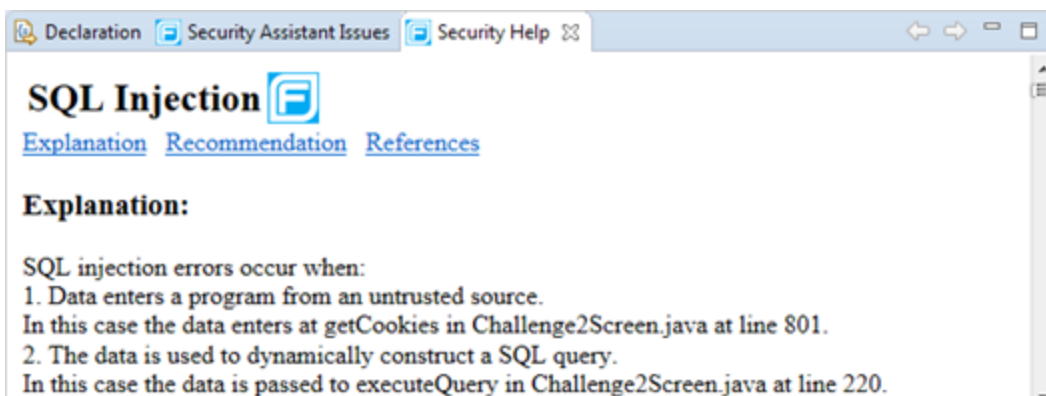 Declaration Security Assistant Issues Security Help
SQL Injection
Explanation Recommendation References
Explanation:
SQL injection errors occur when:
1. Data enters a program from an untrusted source.
In this case the data enters at getCookies in Challenge2Screen.java at line 801.
2. The data is used to dynamically construct a SQL query.
In this case the data is passed to executeQuery in Challenge2Screen.java at line 220.